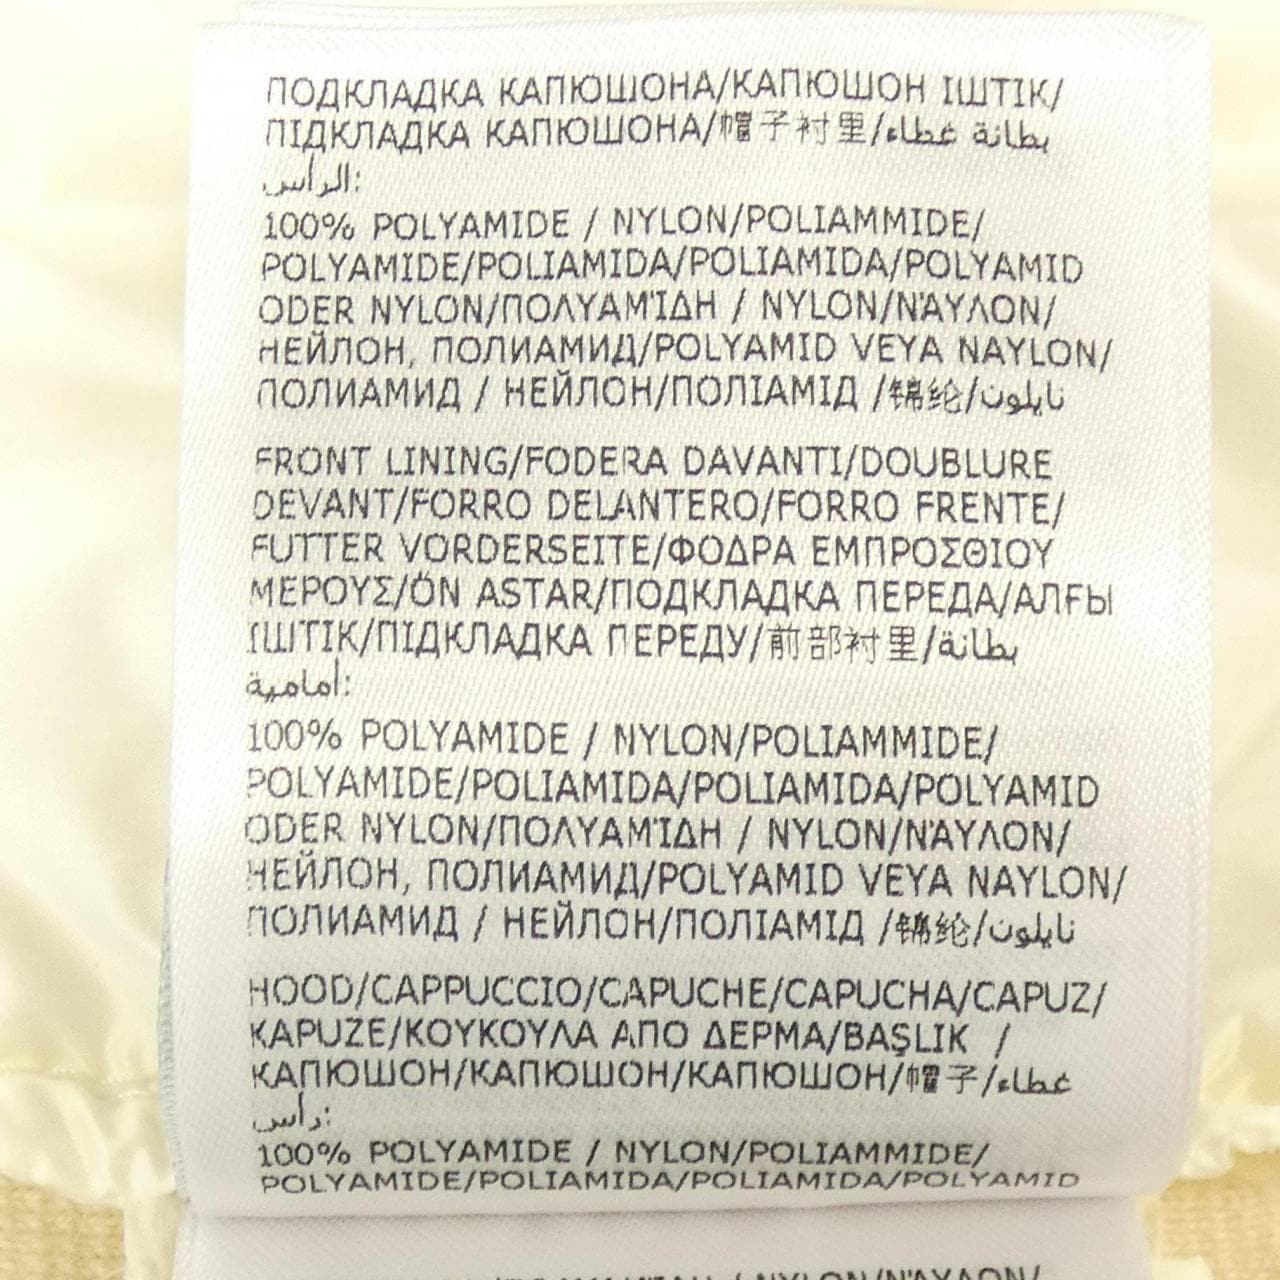 ПОДКЛАДКА КАПЮШОНА/КАПЮШОН ІШТІК/
ПІДКЛАДКА КАПЮШОНА/帽子衬里/بطانة غطاء
الرأس:
100% POLYAMIDE / NYLON/POLIAMMIDE/
POLYAMIDE/POLIAMIDA/POLIAMIDA/POLYAMID
ODER NYLON/ΠΟΛΥΑΜΊΔΗ / NYLON/ΝΆΥΛΟΝ/
НЕЙЛОН, ПОЛИАМИД/POLYAMID VEYA NAYLON/
ПОЛИАМИД / НЕЙЛОН/ПОЛІАМІД /锦纶/نايلون
FRONT LINING/FODERA DAVANTI/DOUBLURE
DEVANT/FORRO DELANTERO/FORRO FRENTE/
FUTTER VORDERSEITE/ΦΟΔΡΑ ΕΜΠΡΟΣΘΙΟΥ
ΜΕΡΟΥΣ/ÖN ASTAR/ПОДКЛАДКА ПЕРЕДА/АЛҒЫ
ІШТІК/ПІДКЛАДКА ПЕРЕДУ/前部衬里/بطانة
أمامية:
100% POLYAMIDE / NYLON/POLIAMMIDE/
POLYAMIDE/POLIAMIDA/POLIAMIDA/POLYAMID
ODER NYLON/ΠΟΛΥΑΜΊΔΗ / NYLON/ΝΆΥΛΟΝ/
НЕЙЛОН, ПОЛИАМИД/POLYAMID VEYA NAYLON/
ПОЛИАМИД / НЕЙЛОН/ПОЛІАМІД /锦纶/نايلون
HOOD/CAPPUCCIO/CAPUCHE/CAPUCHA/CAPUZ/
KAPUZE/ΚΟΥΚΟΥΛΑ ΑΠΟ ΔΕΡΜΑ/BAŞLIK /
КАПЮШОН/КАПЮШОН/КАПЮШОН/帽子/غطاء
رأس:
100% POLYAMIDE / NYLON/POLIAMMIDE/
POLYAMIDE/POLIAMIDA/POLIAMIDA/POLYAMID